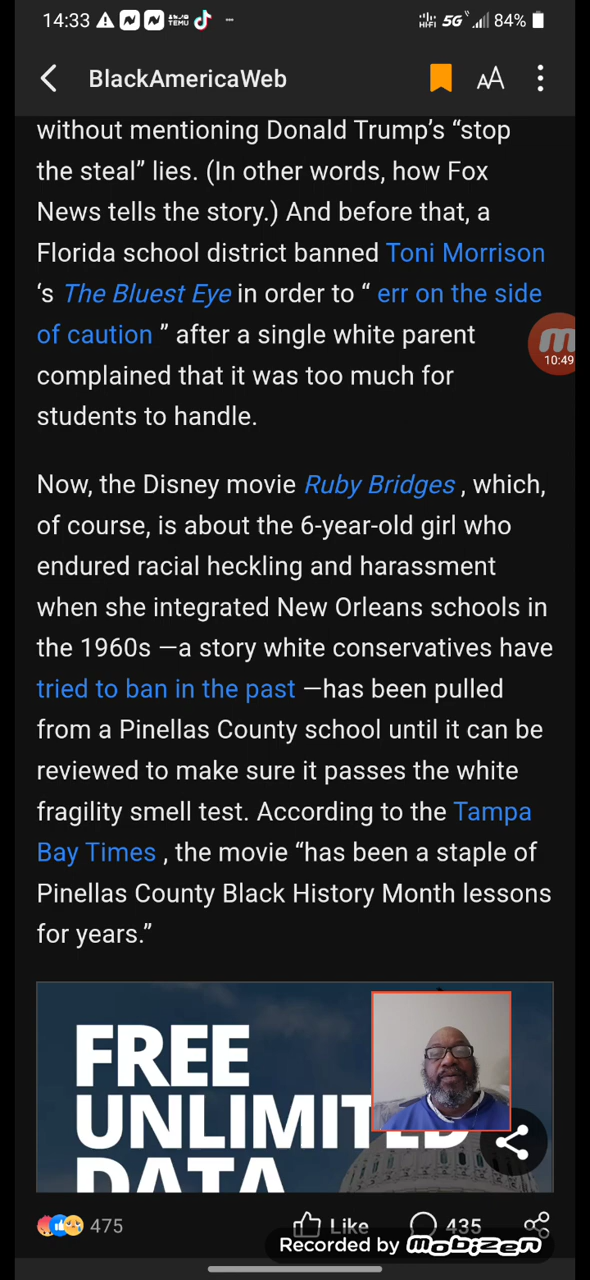 14:33 TEMU HiFi 5G 84%
BlackAmericaWeb AA
without mentioning Donald Trump's “stop
the steal” lies. (In other words, how Fox
News tells the story.) And before that, a
Florida school district banned Toni Morrison
‘s The Bluest Eye in order to “ err on the side
of caution ” after a single white parent
complained that it was too much for
students to handle.
m
10:49
Now, the Disney movie Ruby Bridges , which,
of course, is about the 6-year-old girl who
endured racial heckling and harassment
when she integrated New Orleans schools in
the 1960s —a story white conservatives have
tried to ban in the past —has been pulled
from a Pinellas County school until it can be
reviewed to make sure it passes the white
fragility smell test. According to the Tampa
Bay Times , the movie “has been a staple of
Pinellas County Black History Month lessons
for years.”
FREE
UNLIMITED
DATA
475 Like 435
Recorded by mobizen